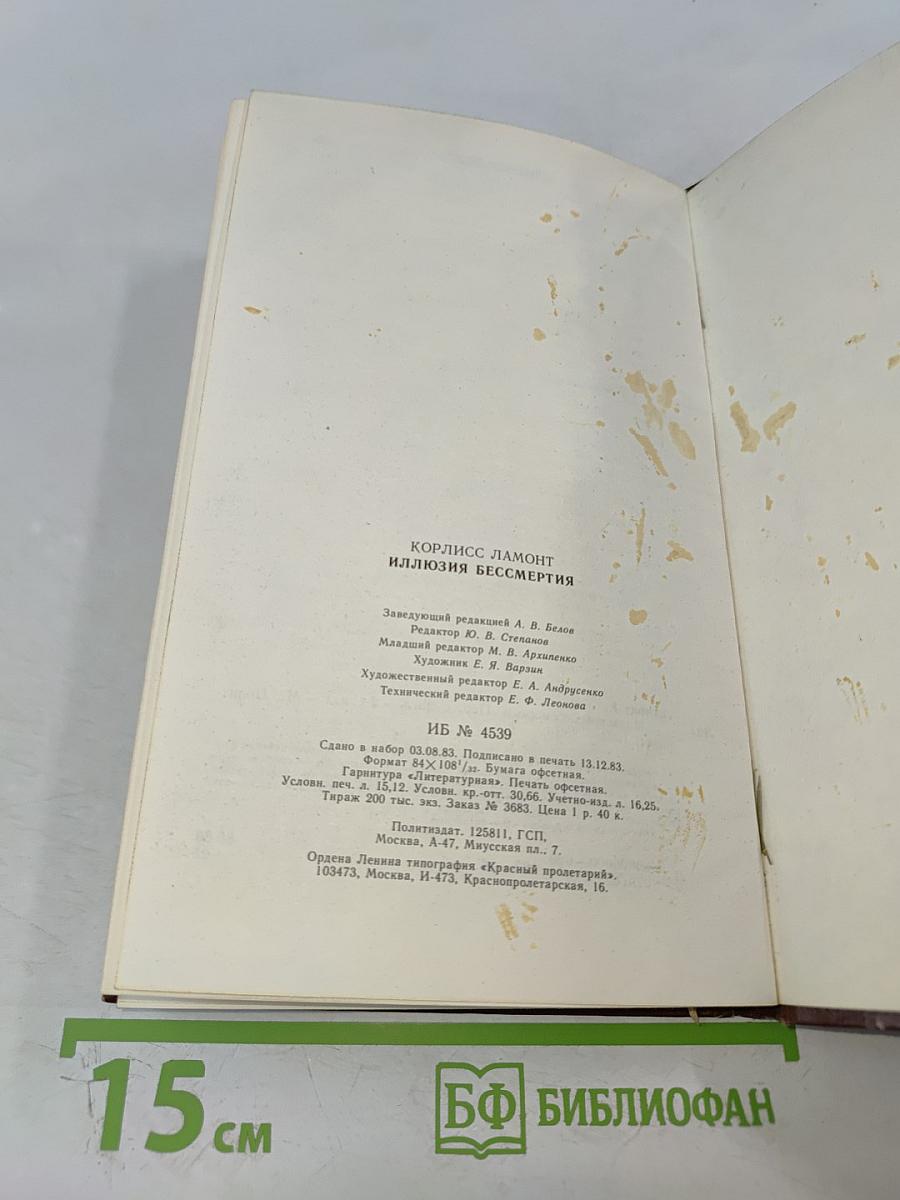 КОРЛИСС ЛАМОНТ
ИЛЛЮЗИЯ БЕССМЕРТИЯ
Заведующий редакцией А. В. Белов
Редактор Ю. В. Степанов
Младший редактор М. В. Архипенко
Художник Е. Я. Варзин
Художественный редактор Е. А. Андрусенко
Технический редактор Е. Ф. Леонова
ИБ № 4539
Сдано в набор 03.08.83. Подписано в печать 13.12.83.
Формат 84×108¹/₃₂. Бумага офсетная.
Гарнитура «Литературная». Печать офсетная.
Условн. печ. л. 15,12. Условн. кр.-отт. 30,66. Учетно-изд. л. 16,25.
Тираж 200 тыс. экз. Заказ № 3683. Цена 1 р. 40 к.
Политиздат. 125811, ГСП,
Москва, А-47, Миусская пл., 7.
Ордена Ленина типография «Красный пролетарий».
103473, Москва, И-473, Краснопролетарская, 16.
15 см
БФ БИБЛИОФАН